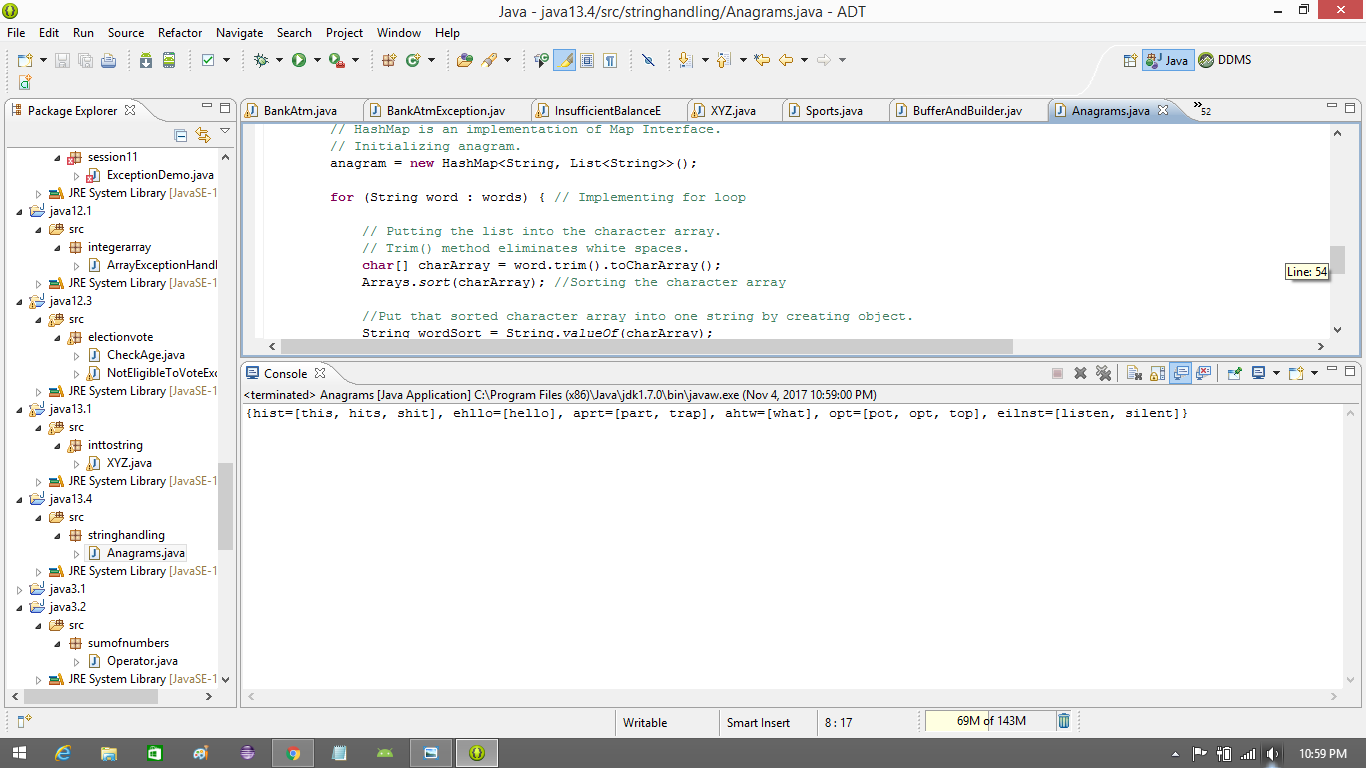 Java - java13.4/src/stringhandling/Anagrams.java - ADT
File Edit Run Source Refactor Navigate Search Project Window Help
Java DDMS
Package Explorer
session11
ExceptionDemo.java
JRE System Library [JavaSE-1
java12.1
src
integerarray
ArrayExceptionHandl
JRE System Library [JavaSE-1
java12.3
src
electionvote
CheckAge.java
NotEligibleToVoteExc
JRE System Library [JavaSE-1
java13.1
src
inttostring
XYZ.java
JRE System Library [JavaSE-1
java13.4
src
stringhandling
Anagrams.java
JRE System Library [JavaSE-1
java3.1
java3.2
src
sumofnumbers
Operator.java
JRE System Library [JavaSE-1
BankAtm.java BankAtmException.jav InsufficientBalanceE XYZ.java Sports.java BufferAndBuilder.jav Anagrams.java »52
// HashMap is an implementation of Map Interface.
// Initializing anagram.
anagram = new HashMap<String, List<String>>();
for (String word : words) { // Implementing for loop
// Putting the list into the character array.
// Trim() method eliminates white spaces.
char[] charArray = word.trim().toCharArray();
Arrays.sort(charArray); //Sorting the character array
//Put that sorted character array into one string by creating object.
String wordSort = String.valueOf(charArray);
Line: 54
Console
<terminated> Anagrams [Java Application] C:\Program Files (x86)\Java\jdk1.7.0\bin\javaw.exe (Nov 4, 2017 10:59:00 PM)
{hist=[this, hits, shit], ehllo=[hello], aprt=[part, trap], ahtw=[what], opt=[pot, opt, top], eilnst=[listen, silent]}
Writable Smart Insert 8 : 17 69M of 143M
10:59 PM